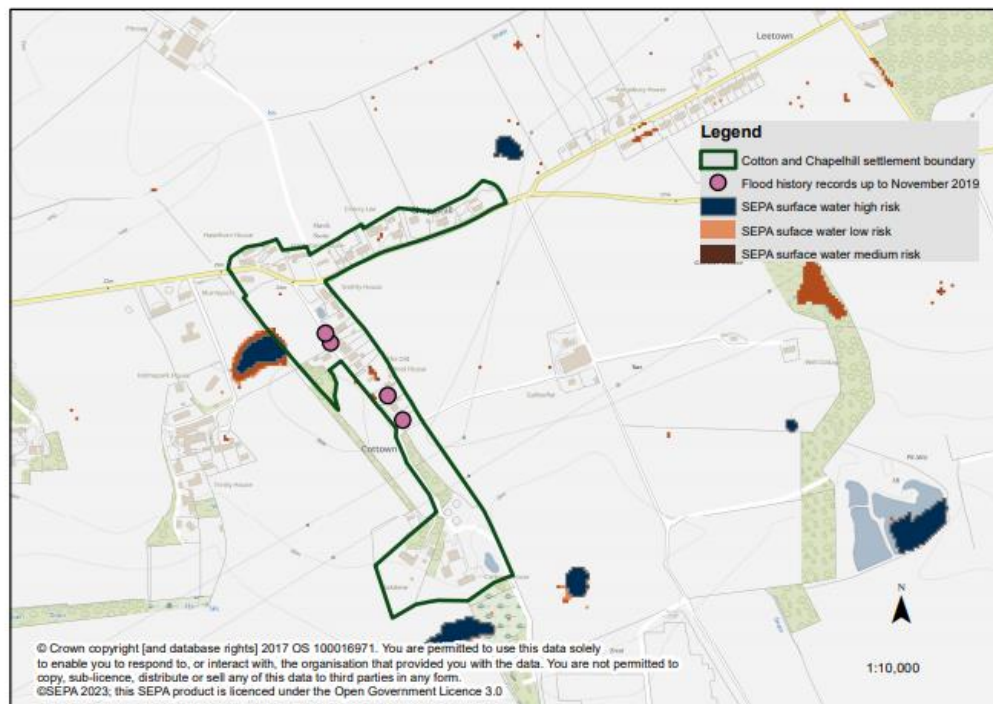 Leetown
Legend
Cotton and Chapelhill settlement boundary
Flood history records up to November 2019
SEPA surface water high risk
SEPA suface water low risk
SEPA surface water medium risk
Cottown
N
1:10,000
© Crown copyright [and database rights] 2017 OS 100016971. You are permitted to use this data solely
to enable you to respond to, or interact with, the organisation that provided you with the data. You are not permitted to
copy, sub-licence, distribute or sell any of this data to third parties in any form.
©SEPA 2023; this SEPA product is licenced under the Open Government Licence 3.0